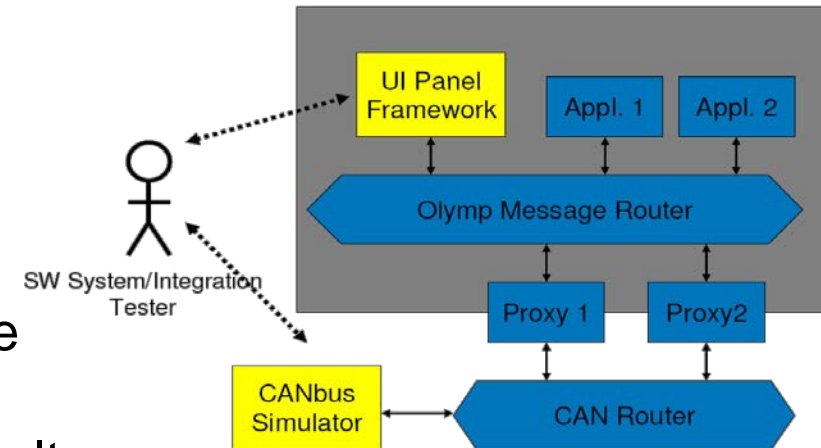 UI Panel
Framework
Appl. 1
Appl. 2
Olymp Message Router
SW System/Integration
Tester
Proxy 1
Proxy2
e
CANbus
Simulator
CAN Router